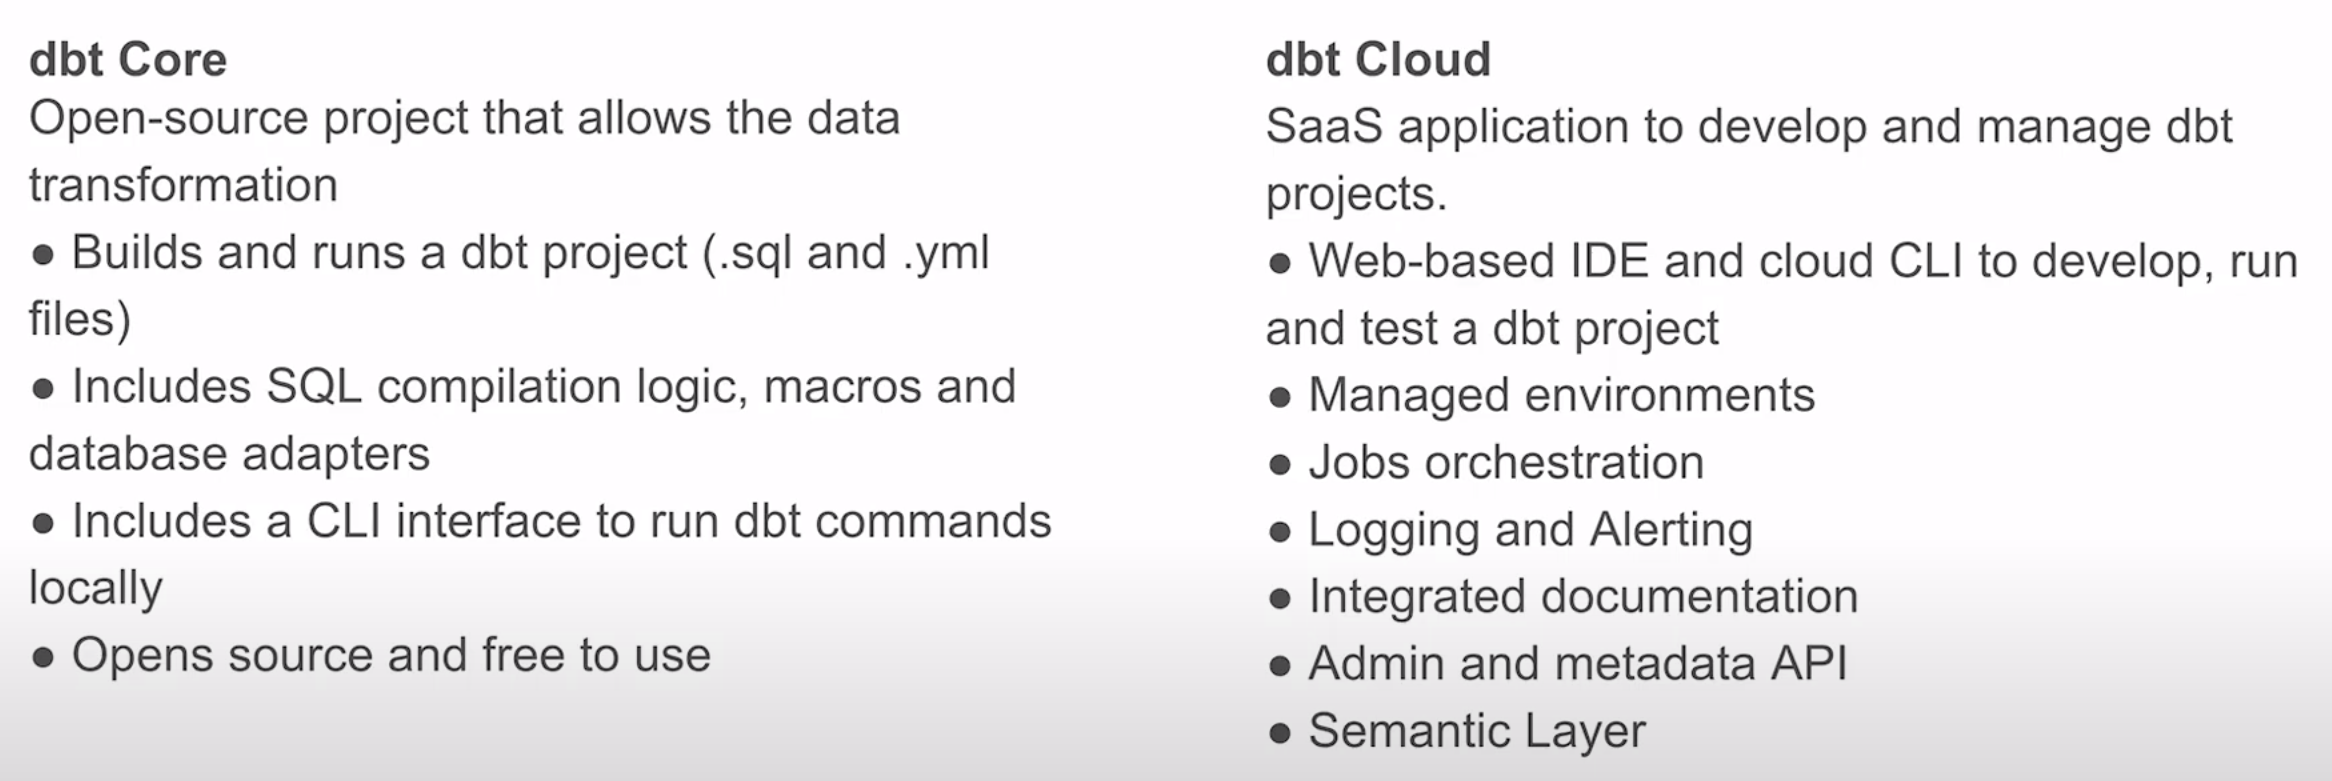 dbt Core
Open-source project that allows the data
transformation
● Builds and runs a dbt project (.sql and .yml
files)
● Includes SQL compilation logic, macros and
database adapters
● Includes a CLI interface to run dbt commands
locally
● Opens source and free to use
dbt Cloud
SaaS application to develop and manage dbt
projects.
● Web-based IDE and cloud CLI to develop, run
and test a dbt project
● Managed environments
● Jobs orchestration
● Logging and Alerting
● Integrated documentation
● Admin and metadata API
● Semantic Layer